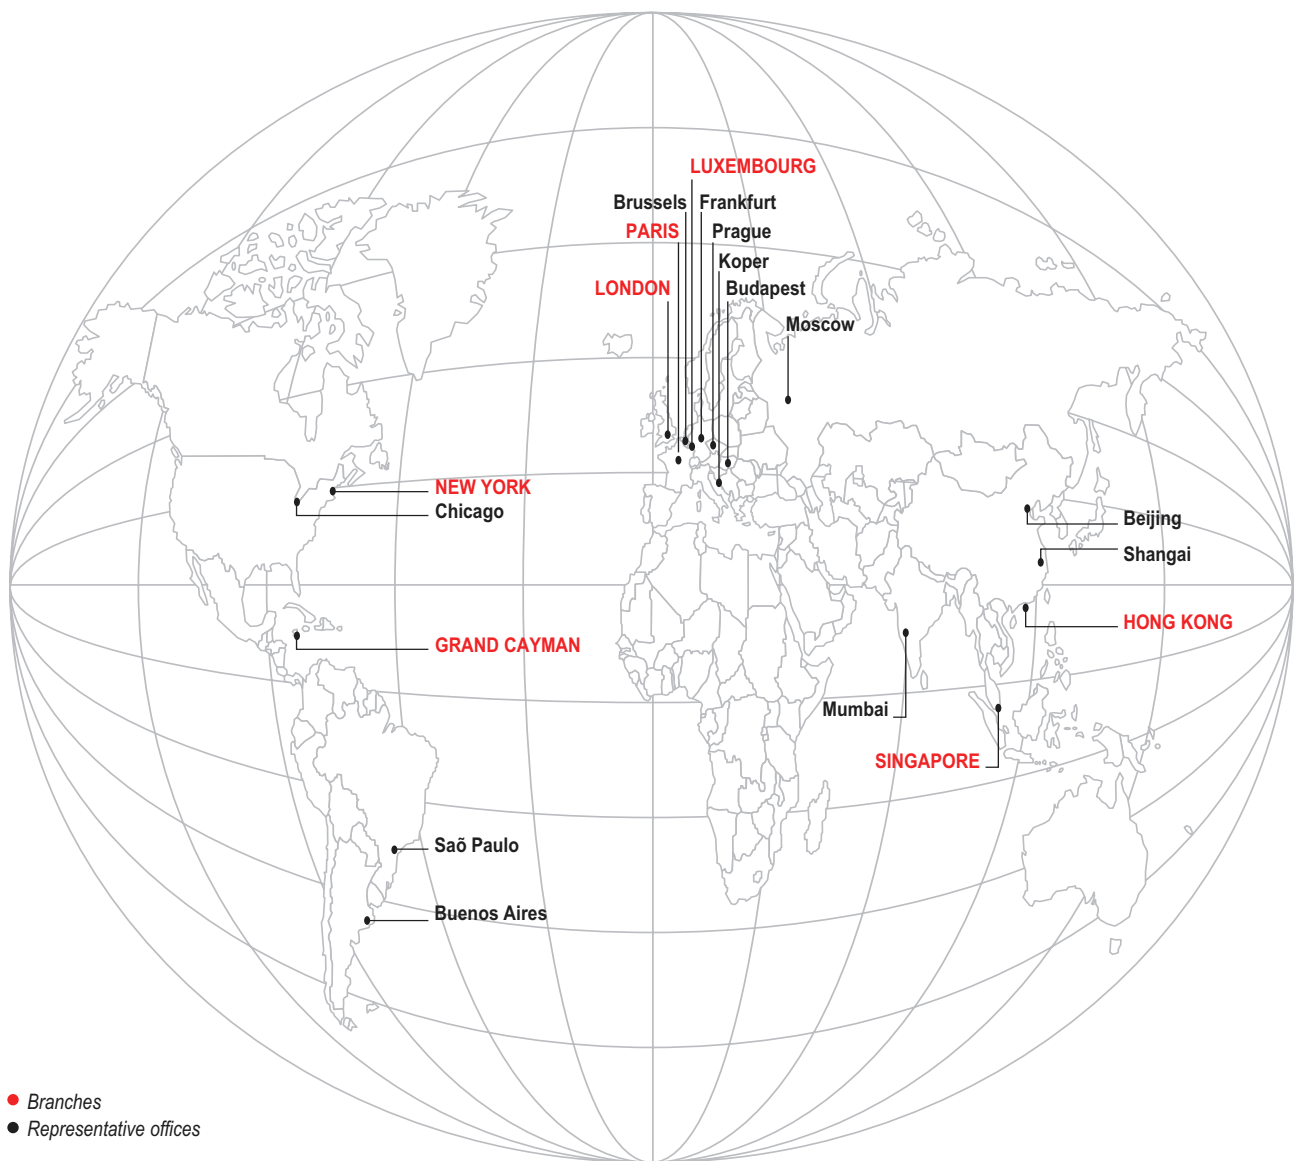 LUXEMBOURG
Brussels
Frankfurt
PARIS
Prague
Koper
LONDON
Budapest
Moscow
NEW YORK
Chicago
Beijing
Shangai
GRAND CAYMAN
HONG KONG
Mumbai
SINGAPORE
Saõ Paulo
Buenos Aires
Branches
Representative offices